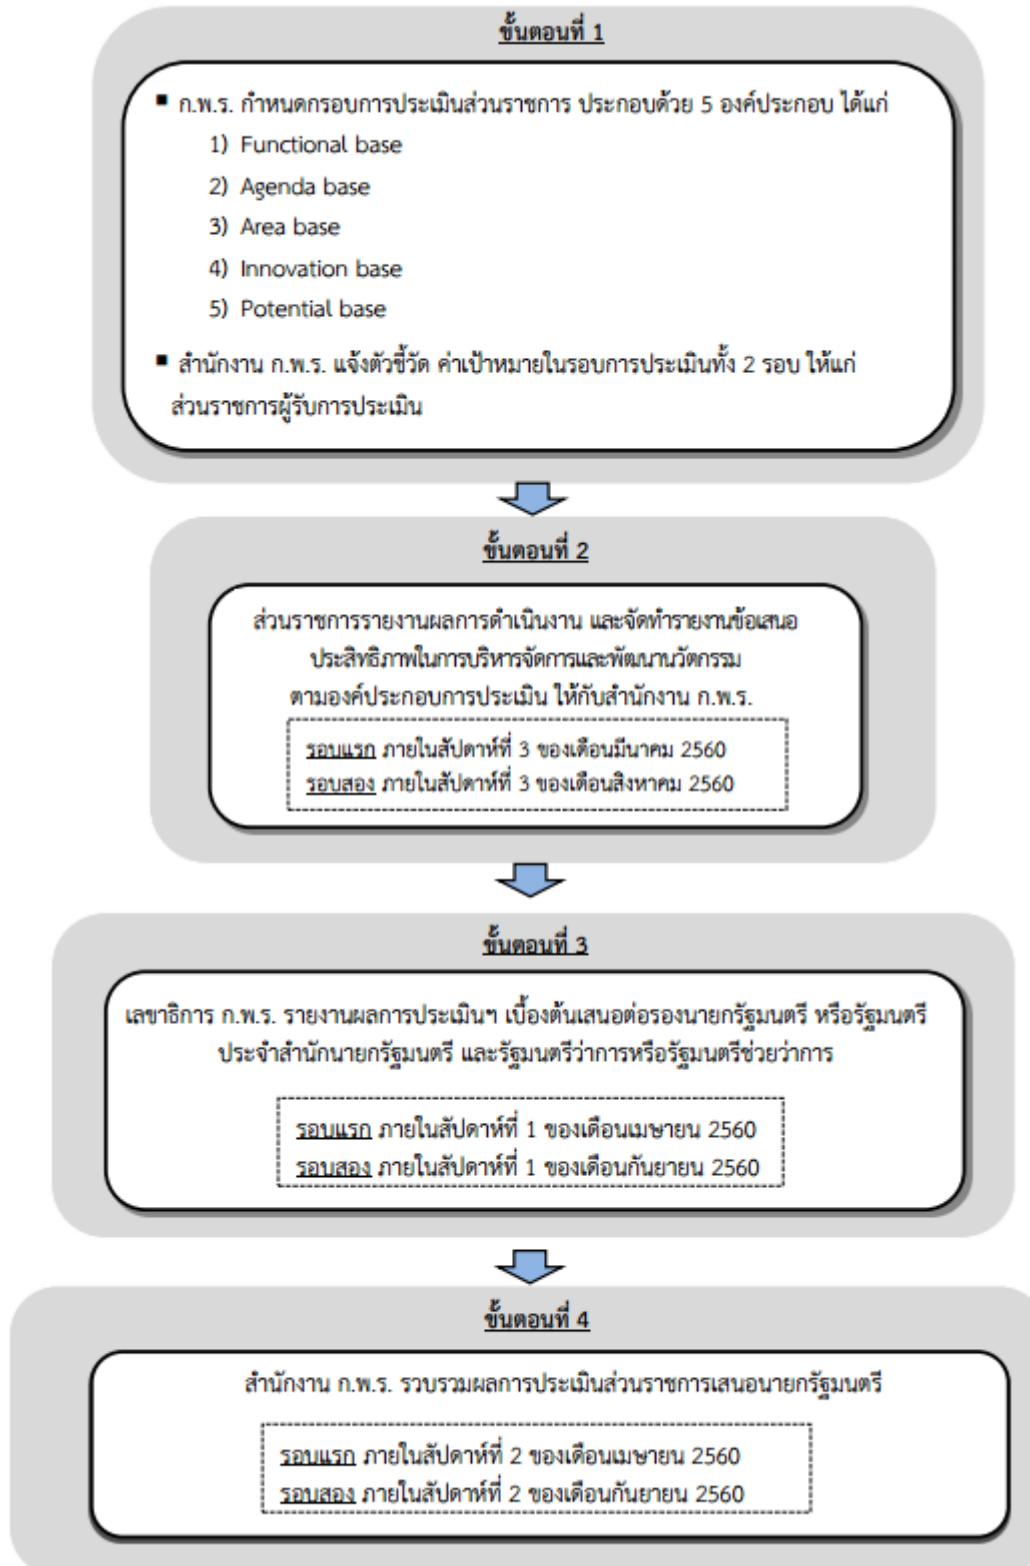 ขั้นตอนที่ 1
▪ ก.พ.ร. กำหนดกรอบการประเมินส่วนราชการ ประกอบด้วย 5 องค์ประกอบ ได้แก่
1) Functional base
2) Agenda base
3) Area base
4) Innovation base
5) Potential base
▪ สำนักงาน ก.พ.ร. แจ้งตัวชี้วัด ค่าเป้าหมายในรอบการประเมินทั้ง 2 รอบ ให้แก่
ส่วนราชการผู้รับการประเมิน
ขั้นตอนที่ 2
ส่วนราชการรายงานผลการดำเนินงาน และจัดทำรายงานข้อเสนอ
ประสิทธิภาพในการบริหารจัดการและพัฒนานวัตกรรม
ตามองค์ประกอบการประเมิน ให้กับสำนักงาน ก.พ.ร.
รอบแรก ภายในสัปดาห์ที่ 3 ของเดือนมีนาคม 2560
รอบสอง ภายในสัปดาห์ที่ 3 ของเดือนสิงหาคม 2560
ขั้นตอนที่ 3
เลขาธิการ ก.พ.ร. รายงานผลการประเมินฯ เบื้องต้นเสนอต่อรองนายกรัฐมนตรี หรือรัฐมนตรี
ประจำสำนักนายกรัฐมนตรี และรัฐมนตรีว่าการหรือรัฐมนตรีช่วยว่าการ
รอบแรก ภายในสัปดาห์ที่ 1 ของเดือนเมษายน 2560
รอบสอง ภายในสัปดาห์ที่ 1 ของเดือนกันยายน 2560
ขั้นตอนที่ 4
สำนักงาน ก.พ.ร. รวบรวมผลการประเมินส่วนราชการเสนอนายกรัฐมนตรี
รอบแรก ภายในสัปดาห์ที่ 2 ของเดือนเมษายน 2560
รอบสอง ภายในสัปดาห์ที่ 2 ของเดือนกันยายน 2560